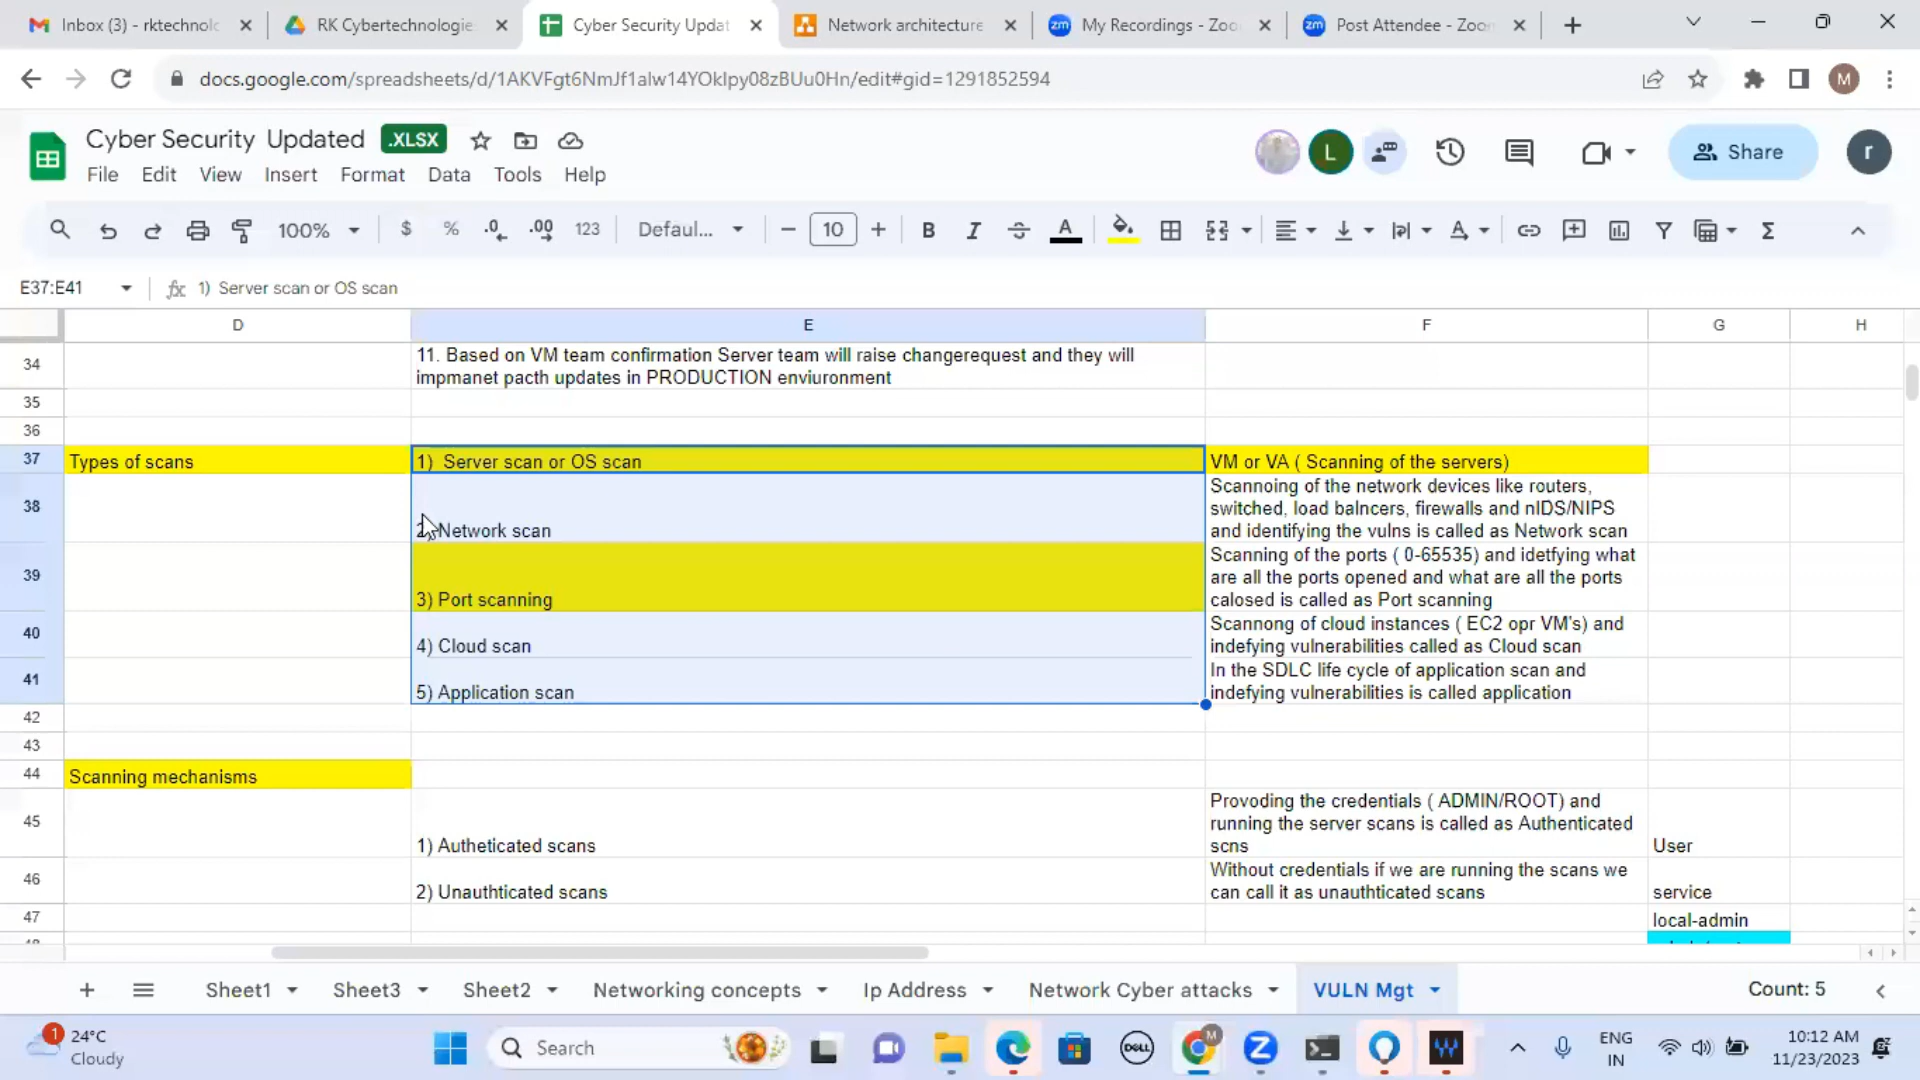 Inbox (3) - rktechnolo
RK Cybertechnologie
Cyber Security Updat
Network architecture
My Recordings - Zoo
Post Attendee - Zoo
docs.google.com/spreadsheets/d/1AKVFgt6NmJf1alw14YOkIpy08zBUu0Hn/edit#gid=1291852594
M
Cyber Security Updated .XLSX
L
Share
r
File Edit View Insert Format Data Tools Help
100% $ % .0 .00 123 Defaul... 10 B I A
E37:E41 fx 1) Server scan or OS scan
D E F G H
34
11. Based on VM team confirmation Server team will raise changerequest and they will
impmanet pacth updates in PRODUCTION enviuronment
35
36
37 Types of scans 1) Server scan or OS scan VM or VA ( Scanning of the servers)
38
2) Network scan
Scannoing of the network devices like routers,
switched, load balncers, firewalls and nIDS/NIPS
and identifying the vulns is called as Network scan
39
3) Port scanning
Scanning of the ports ( 0-65535) and idetfying what
are all the ports opened and what are all the ports
calosed is called as Port scanning
40
4) Cloud scan
Scannong of cloud instances ( EC2 opr VM's) and
indefying vulnerabilities called as Cloud scan
41
5) Application scan
In the SDLC life cycle of application scan and
indefying vulnerabilities is called application
42
43
44 Scanning mechanisms
45
1) Autheticated scans
Provoding the credentials ( ADMIN/ROOT) and
running the server scans is called as Authenticated
scns
User
46
2) Unauthticated scans
Without credentials if we are running the scans we
can call it as unauthticated scans
service
47 local-admin
Sheet1 Sheet3 Sheet2 Networking concepts Ip Address Network Cyber attacks VULN Mgt Count: 5
1
24°C
Cloudy
Search
DELL
M
ENG
IN
10:12 AM
11/23/2023